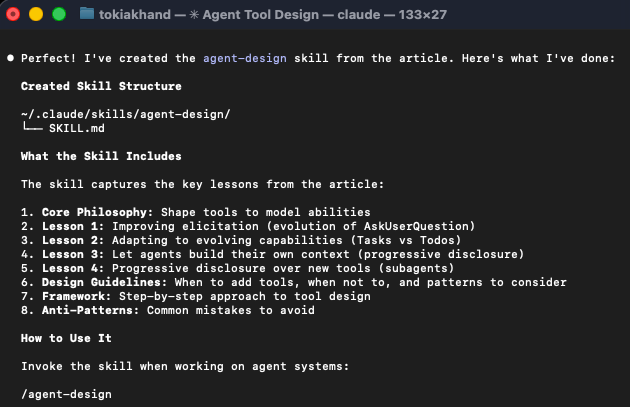 tokiakhand — ✳ Agent Tool Design — claude — 133×27
● Perfect! I've created the agent-design skill from the article. Here's what I've done:
Created Skill Structure
~/.claude/skills/agent-design/
└── SKILL.md
What the Skill Includes
The skill captures the key lessons from the article:
1. Core Philosophy: Shape tools to model abilities
2. Lesson 1: Improving elicitation (evolution of AskUserQuestion)
3. Lesson 2: Adapting to evolving capabilities (Tasks vs Todos)
4. Lesson 3: Let agents build their own context (progressive disclosure)
5. Lesson 4: Progressive disclosure over new tools (subagents)
6. Design Guidelines: When to add tools, when not to, and patterns to consider
7. Framework: Step-by-step approach to tool design
8. Anti-Patterns: Common mistakes to avoid
How to Use It
Invoke the skill when working on agent systems:
/agent-design